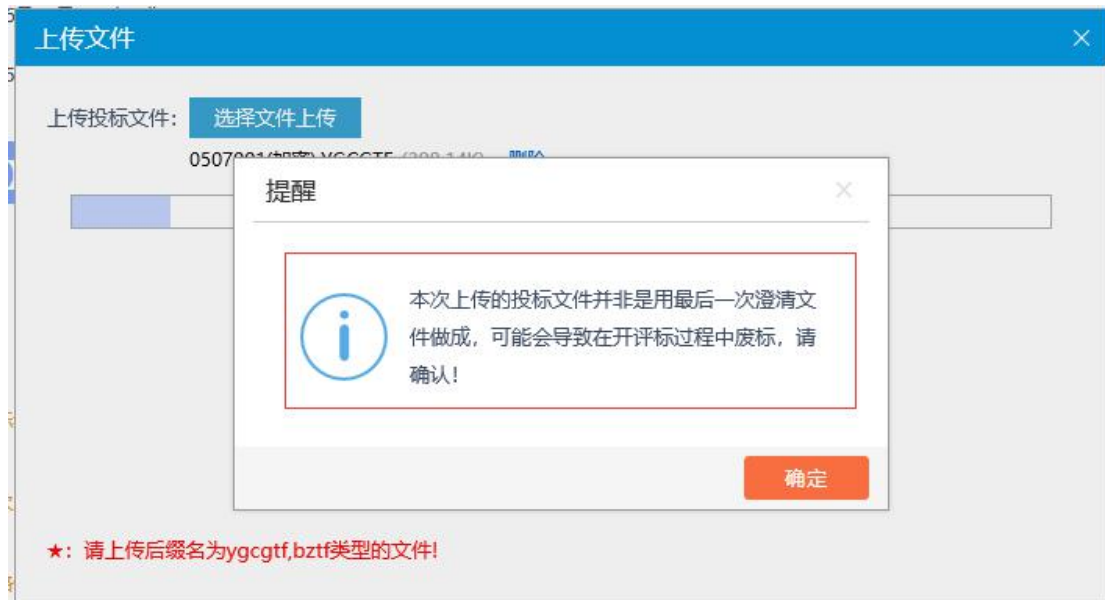 上传文件
上传投标文件：
选择文件上传
提醒
本次上传的投标文件并非是用最后一次澄清文
件做成，可能会导致在开评标过程中废标，请
确认！
确定
★：请上传后缀名为ygcgtf,bztf类型的文件!